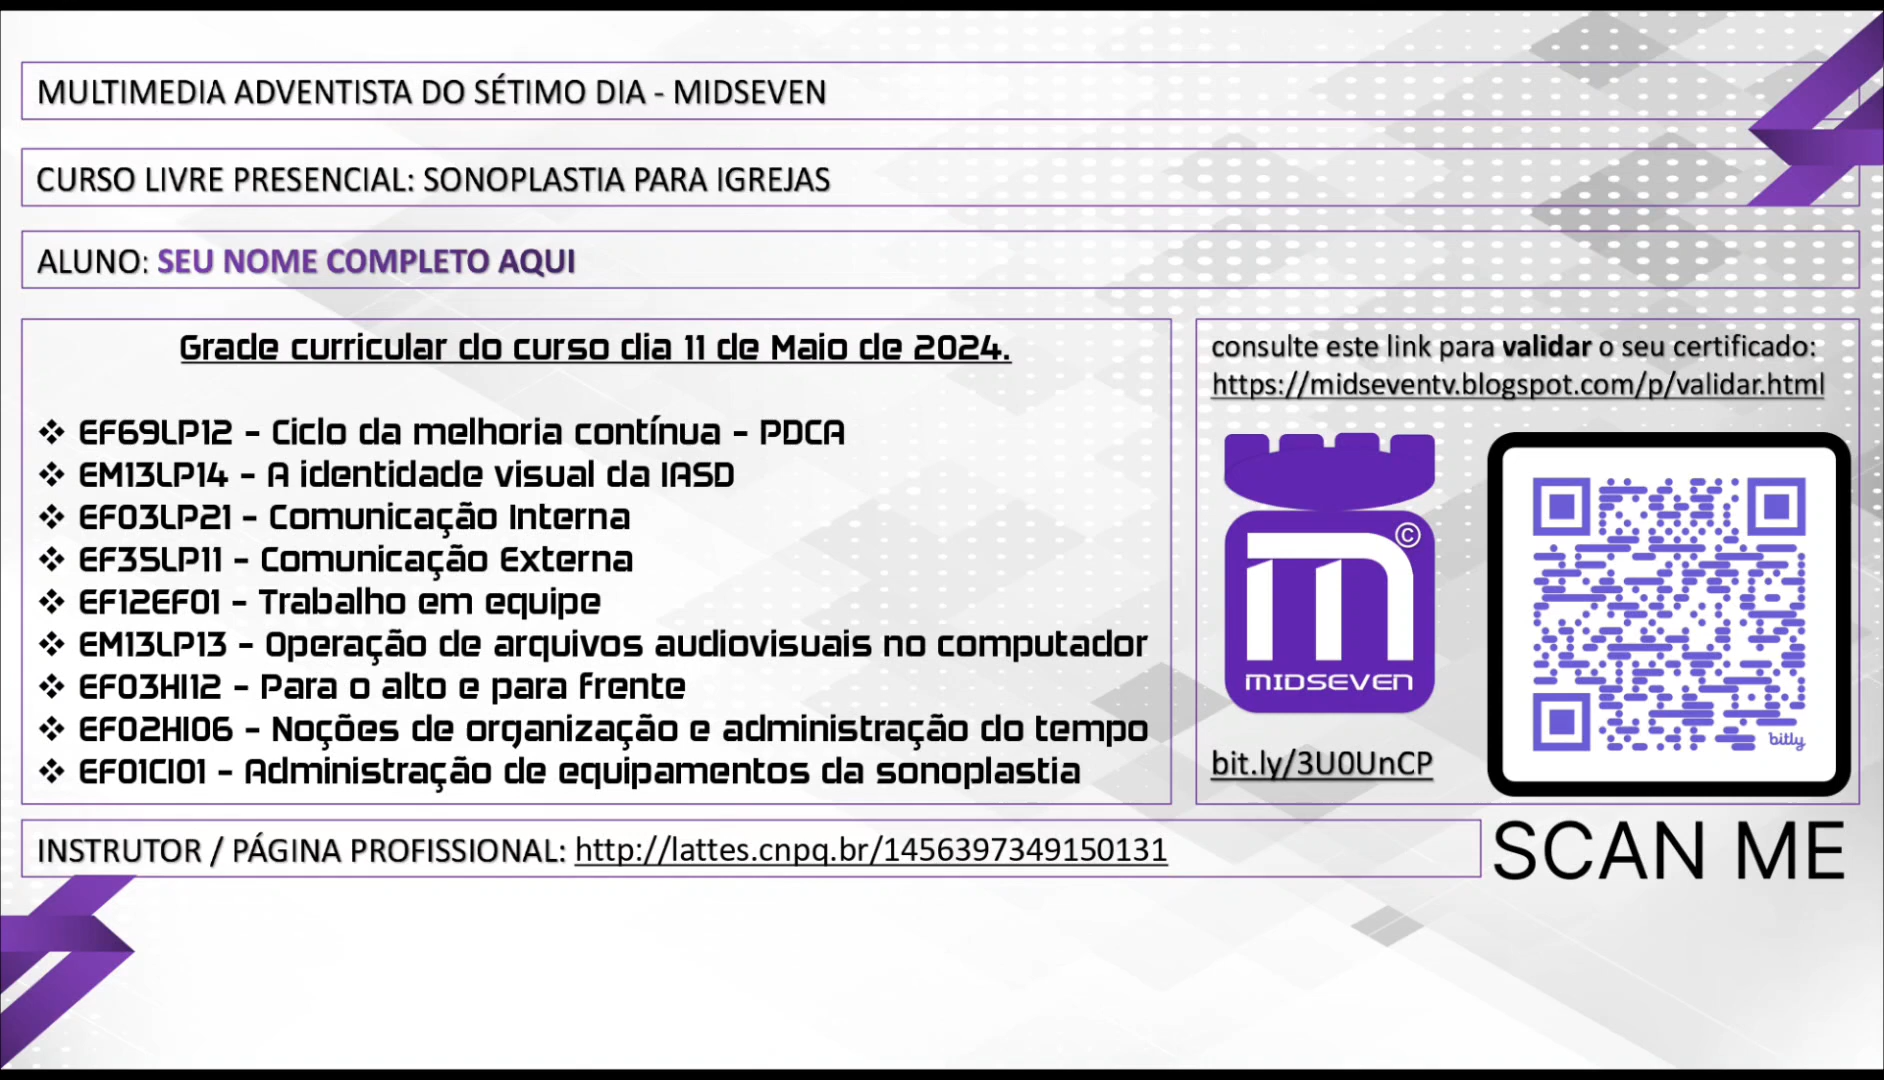 MULTIMEDIA ADVENTISTA DO SÉTIMO DIA - MIDSEVEN
CURSO LIVRE PRESENCIAL: SONOPLASTIA PARA IGREJAS
ALUNO: SEU NOME COMPLETO AQUI
Grade curricular do curso dia 11 de Maio de 2024.
❖ EF69LP12 - Ciclo da melhoria contínua - PDCA
❖ EM13LP14 - A identidade visual da IASD
❖ EF03LP21 - Comunicação Interna
❖ EF35LP11 - Comunicação Externa
❖ EF12EF01 - Trabalho em equipe
❖ EM13LP13 - Operação de arquivos audiovisuais no computador
❖ EF03HI12 - Para o alto e para frente
❖ EF02HI06 - Noções de organização e administração do tempo
❖ EF01CI01 - Administração de equipamentos da sonoplastia
consulte este link para validar o seu certificado:
https://midseventv.blogspot.com/p/validar.html
©
MIDSEVEN
bitly
bit.ly/3U0UnCP
INSTRUTOR / PÁGINA PROFISSIONAL: http://lattes.cnpq.br/1456397349150131
SCAN ME